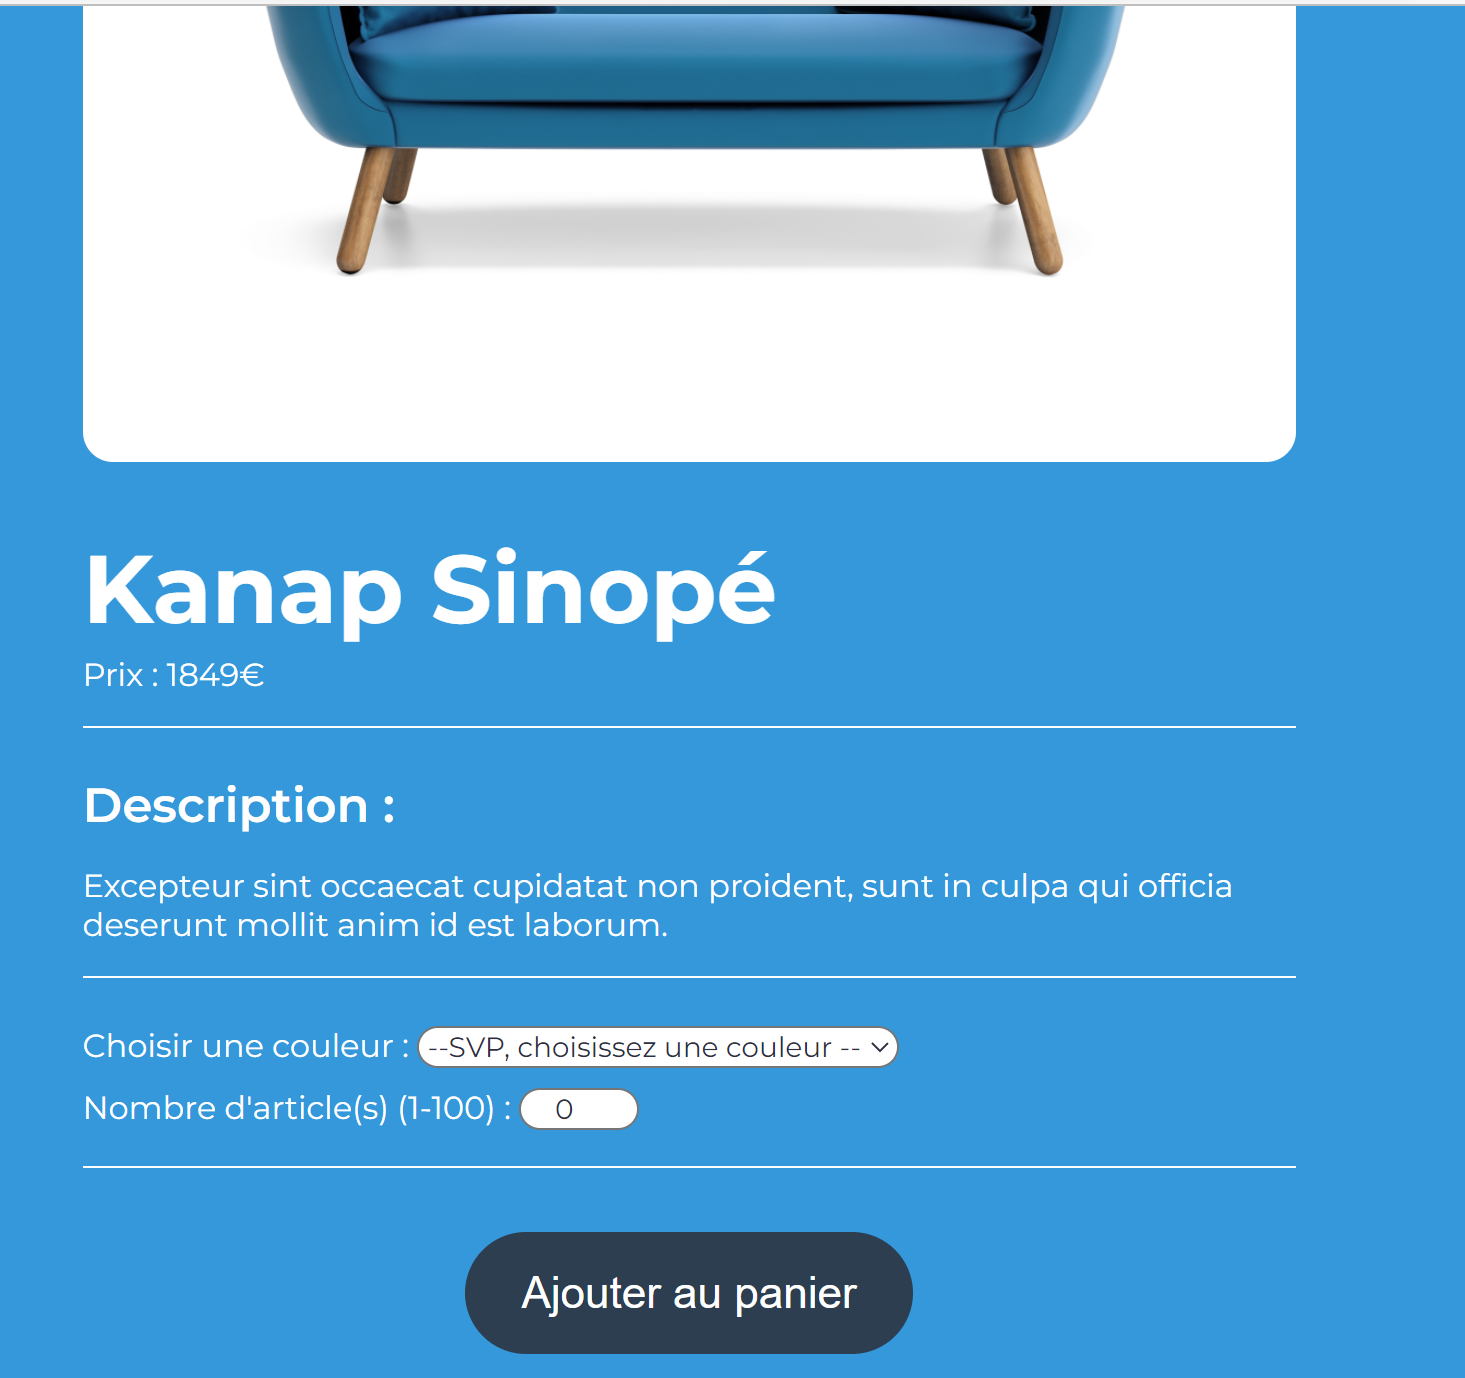 Kanap Sinopé
Prix : 1849€
Description :
Excepteur sint occaecat cupidatat non proident, sunt in culpa qui officia
deserunt mollit anim id est laborum.
Choisir une couleur : --SVP, choisissez une couleur --
Nombre d'article(s) (1-100) : 0
Ajouter au panier